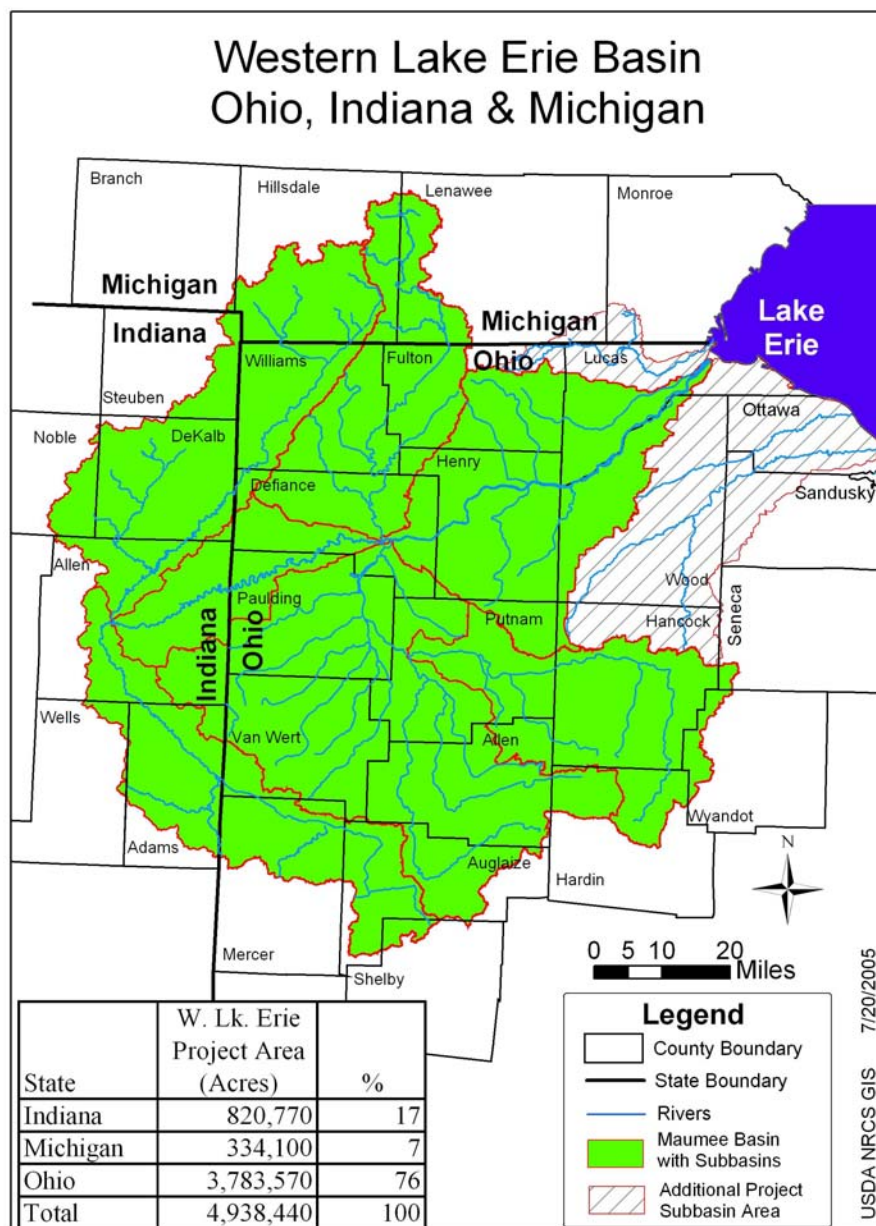 Western Lake Erie Basin
Ohio, Indiana & Michigan
Branch
Hillsdale
Lenawee
Monroe
Michigan
Indiana
Michigan
Ohio
Lake
Erie
Williams
Fulton
Lucas
Steuben
Ottawa
Noble
DeKalb
Henry
Defiance
Sandusky
Allen
Wood
Paulding
Putnam
Hancock
Seneca
Indiana
Ohio
Wells
Van Wert
Allen
Wyandot
Adams
Auglaize
Hardin
N
Mercer
Shelby
0 5 10 20
Miles
State W. Lk. Erie Project Area (Acres) %
Indiana 820,770 17
Michigan 334,100 7
Ohio 3,783,570 76
Total 4,938,440 100
Legend
County Boundary
State Boundary
Rivers
Maumee Basin
with Subbasins
Additional Project
Subbasin Area
USDA NRCS GIS 7/20/2005